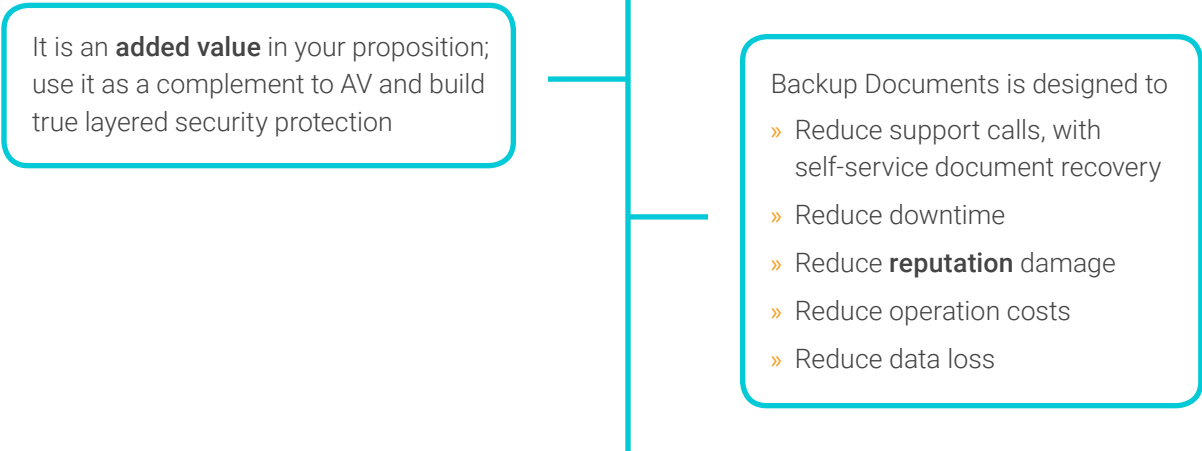 It is an added value in your proposition;
use it as a complement to AV and build
true layered security protection
Backup Documents is designed to
» Reduce support calls, with
self-service document recovery
» Reduce downtime
» Reduce reputation damage
» Reduce operation costs
» Reduce data loss